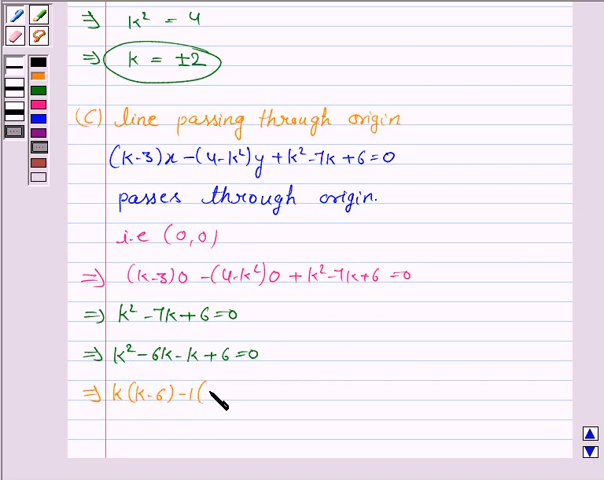 ⇒ k² = 4
⇒ k = ±2
(C) line passing through origin
(k-3)x -(4-k²)y + k² -7k + 6 = 0
passes through origin.
i.e (0,0)
⇒ (k-3)0 -(4-k²)0 + k² -7k + 6 = 0
⇒ k² -7k + 6 = 0
⇒ k² - 6k - k + 6 = 0
⇒ k(k-6) -1(